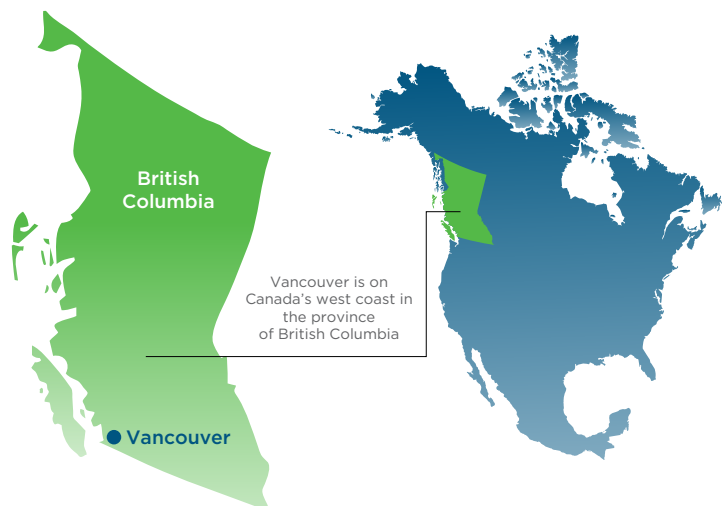 British
Columbia
Vancouver is on
Canada’s west coast in
the province
of British Columbia
Vancouver